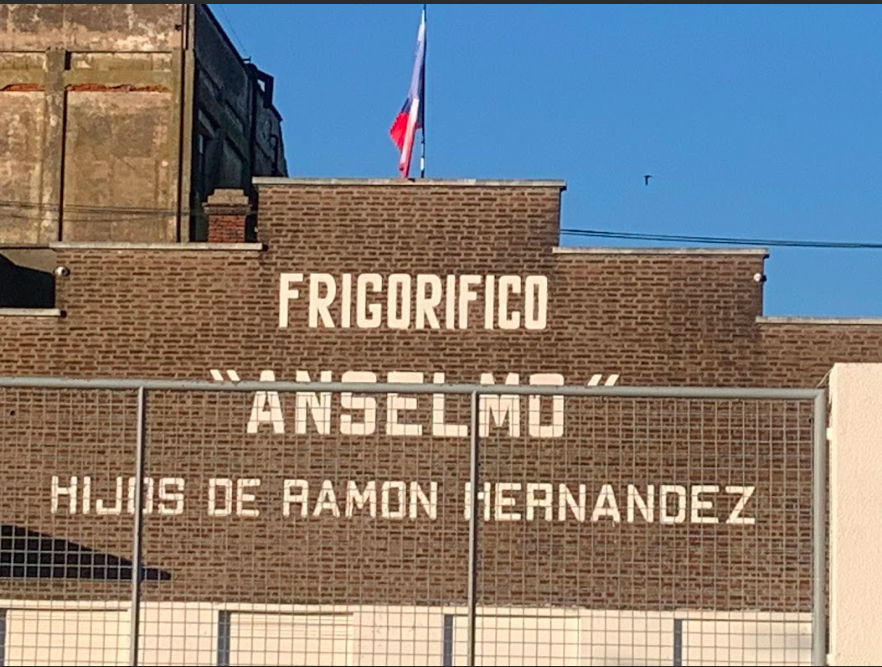 FRIGORIFICO
"ANSELMO"
HIJOS DE RAMON HERNANDEZ